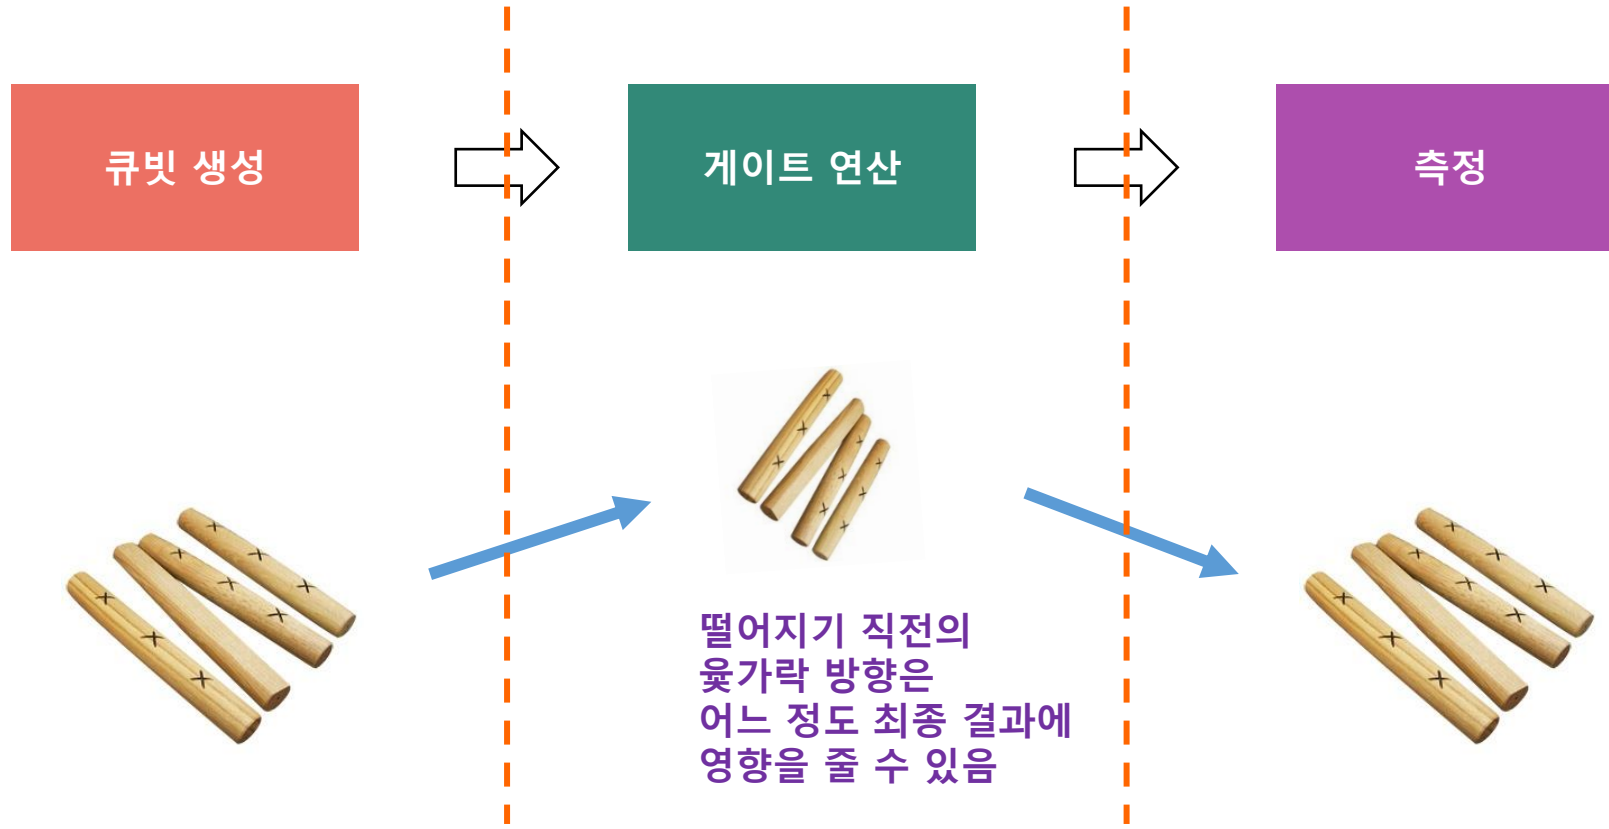 큐빗 생성
게이트 연산
측정
떨어지기 직전의
윷가락 방향은
어느 정도 최종 결과에
영향을 줄 수 있음